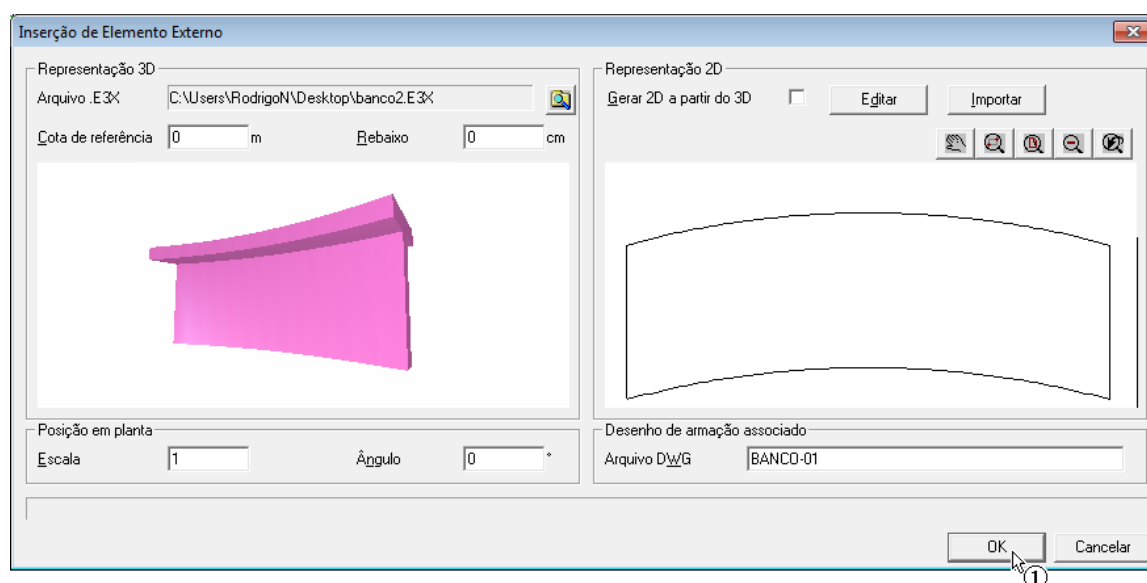 Inserção de Elemento Externo
Representação 3D
Arquivo .E3X C:\Users\RodrigoN\Desktop\banco2.E3X
Cota de referência 0 m Rebaixo 0 cm
Representação 2D
Gerar 2D a partir do 3D Editar Importar
Posição em planta
Escala 1 Ângulo 0 °
Desenho de armação associado
Arquivo DWG BANCO-01
OK Cancelar
1